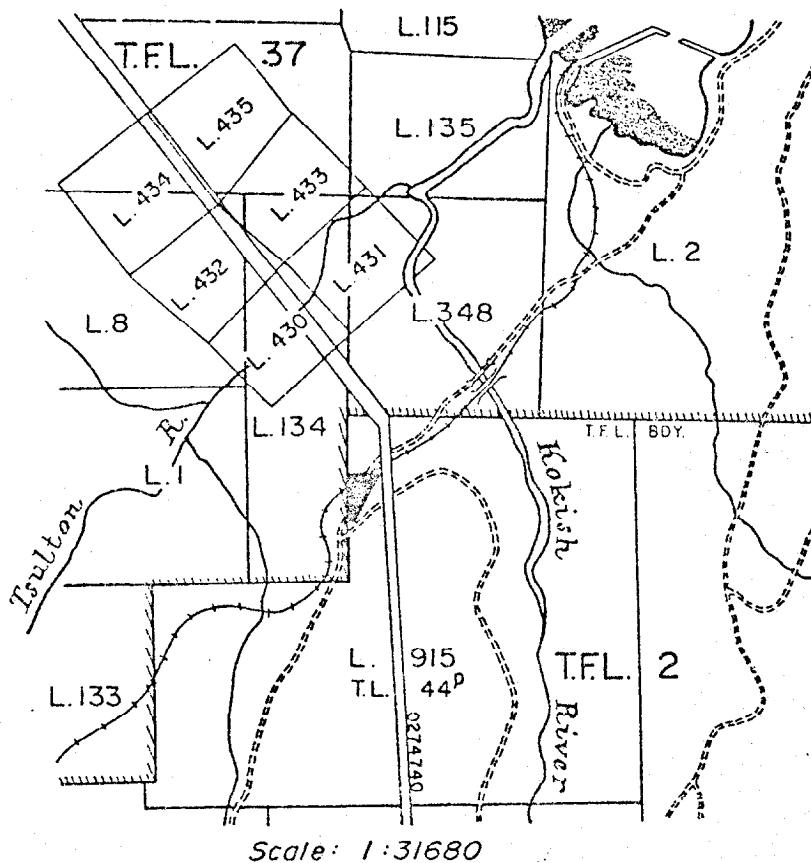 L.115
T.F.L. 37
L.435
L.135
L.434
L.433
L.432
L.431
L. 2
L.8
L.430
L.348
R.
L.134
T.F.L. BDY.
L.1
Kokish
Tsulton
L. 915
T.F.L. 2
T.L. 44P
L.133
0274740
River
Scale: 1:31680